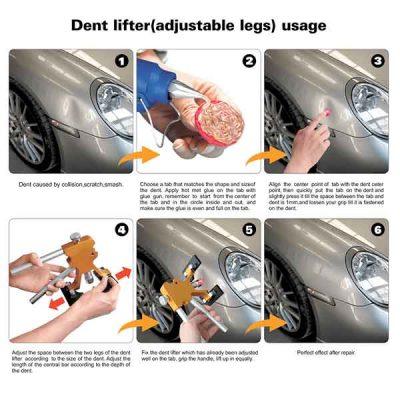 Dent lifter(adjustable legs) usage
1
2
3
Dent caused by collision,scratch,smash.
Choose a tab that matches the shape and sizeof
the dent. Apply hot melt glue on the tab with
glue gun, remember to start from the center of
the tab and in the circle inside and out, and
make sure the glue is even and full on the tab.
Align the center point of tab with the dent ceter
point, then quickly put the tab on the dent and
slightly press it till the space between the tab and
dent is 1mm,and loosen your grip till it is fastened
on the dent.
4
5
6
Adjust the space between the two legs of the dent
lifter according to the size of the dent. Adjust the
length of the central bar according to the depth of
the dent.
Fix the dent lifter which has already been adjusted
well on the tab, grip the handle, lift up in equally.
Perfect effect after repair.